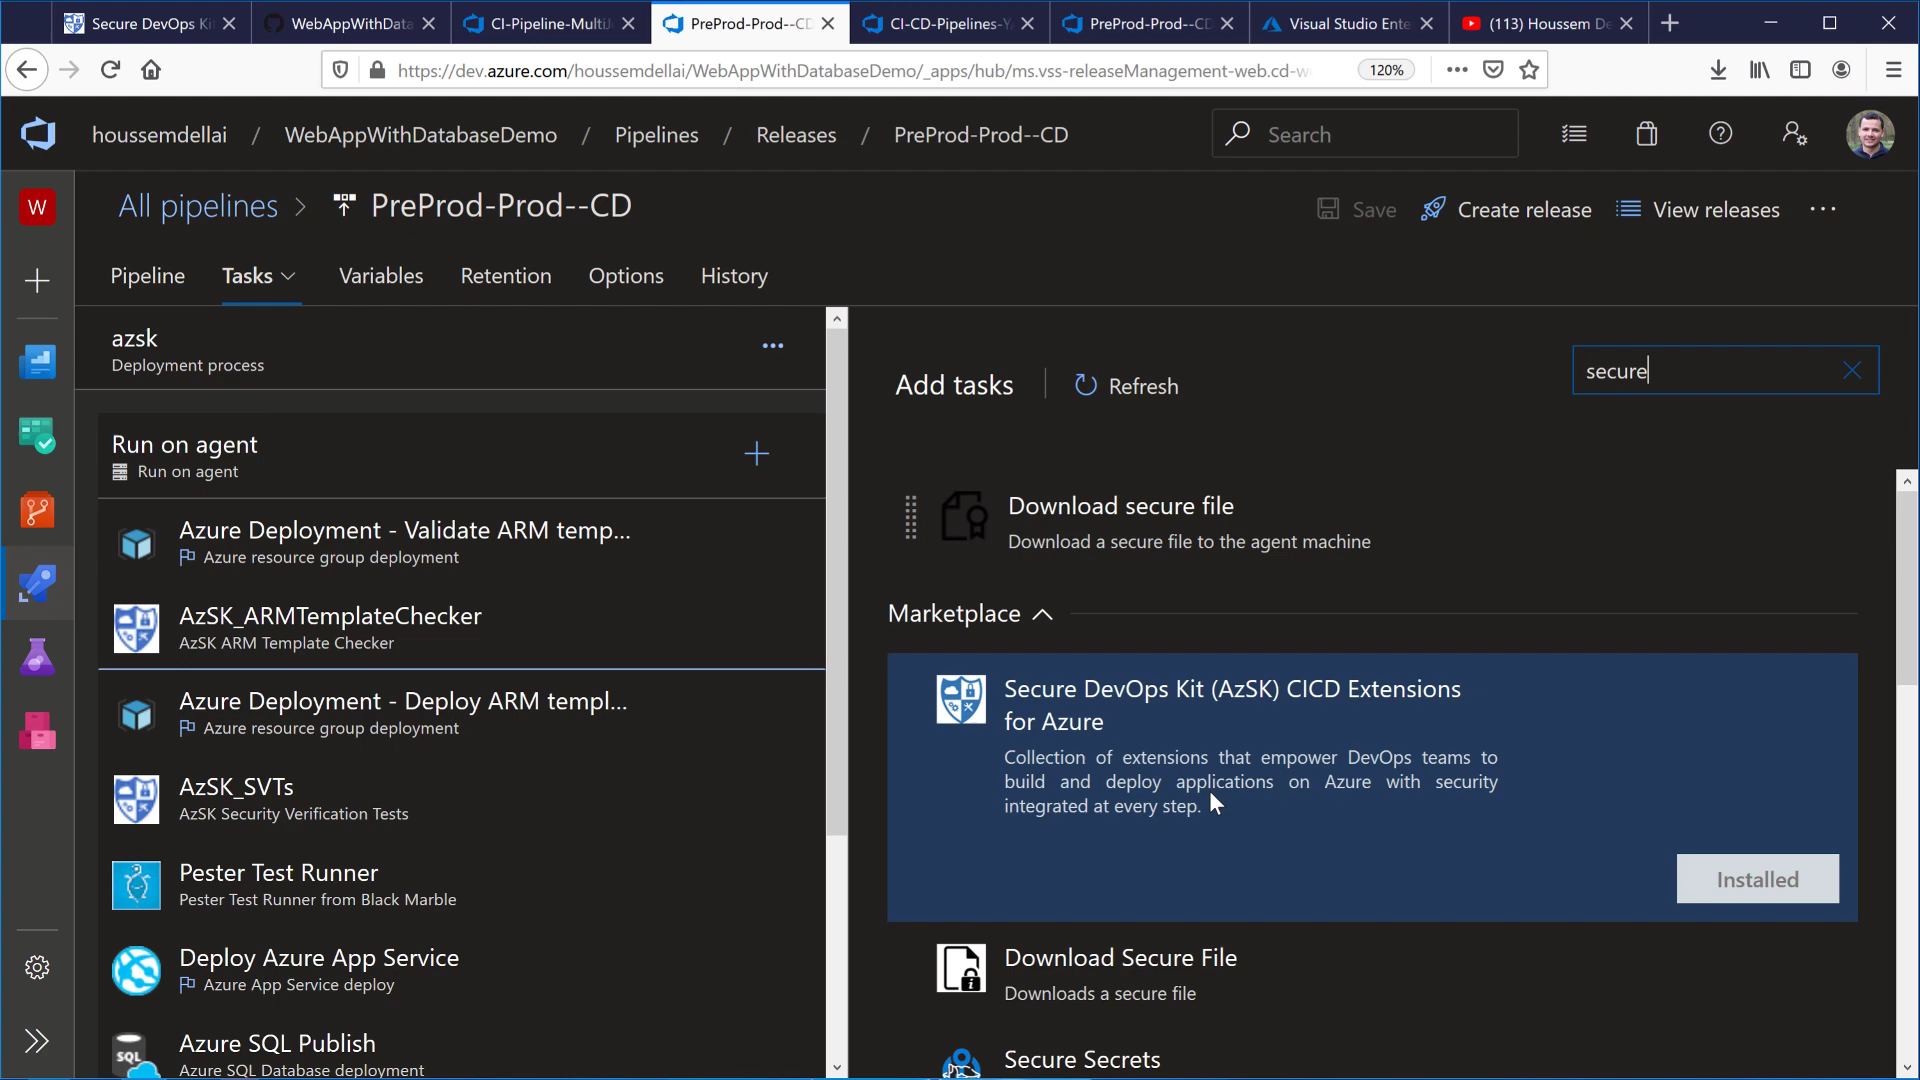 Secure DevOps Ki
WebAppWithData
CI-Pipeline-MultiJ
PreProd-Prod--CD
CI-CD-Pipelines-Y
PreProd-Prod--CD
Visual Studio Ente
(113) Houssem De
https://dev.azure.com/houssemdellai/WebAppWithDatabaseDemo/_apps/hub/ms.vss-releaseManagement-web.cd-w
120%
houssemdellai / WebAppWithDatabaseDemo / Pipelines / Releases / PreProd-Prod--CD
Search
W
All pipelines > PreProd-Prod--CD
Save
Create release
View releases
Pipeline
Tasks
Variables
Retention
Options
History
azsk
Deployment process
Run on agent
Run on agent
Azure Deployment - Validate ARM temp...
Azure resource group deployment
AzSK_ARMTemplateChecker
AzSK ARM Template Checker
Azure Deployment - Deploy ARM templ...
Azure resource group deployment
AzSK_SVTs
AzSK Security Verification Tests
Pester Test Runner
Pester Test Runner from Black Marble
Deploy Azure App Service
Azure App Service deploy
SQL
Azure SQL Publish
Azure SQL Database deployment
Add tasks
Refresh
secure
Download secure file
Download a secure file to the agent machine
Marketplace
Secure DevOps Kit (AzSK) CICD Extensions
for Azure
Collection of extensions that empower DevOps teams to
build and deploy applications on Azure with security
integrated at every step.
Installed
Download Secure File
Downloads a secure file
Secure Secrets